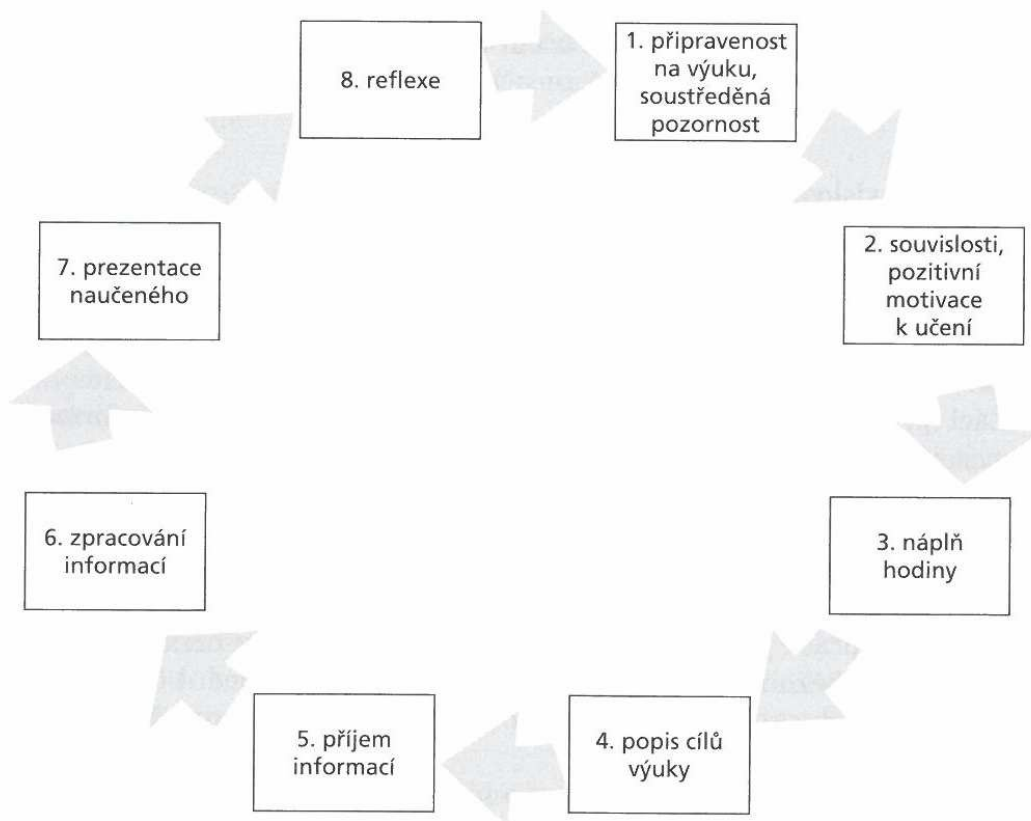 1. připravenost
na výuku,
soustředěná
pozornost
2. souvislosti,
pozitivní
motivace
k učení
3. náplň
hodiny
4. popis cílů
výuky
5. příjem
informací
6. zpracování
informací
7. prezentace
naučeného
8. reflexe